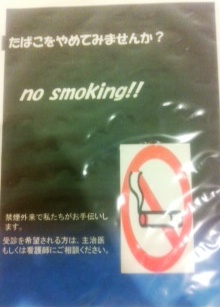 たばこをやめてみませんか？
no smoking!!
禁煙外来で私たちがお手伝いし
ます。
受診を希望される方は、主治医
もしくは看護師にご相談ください。